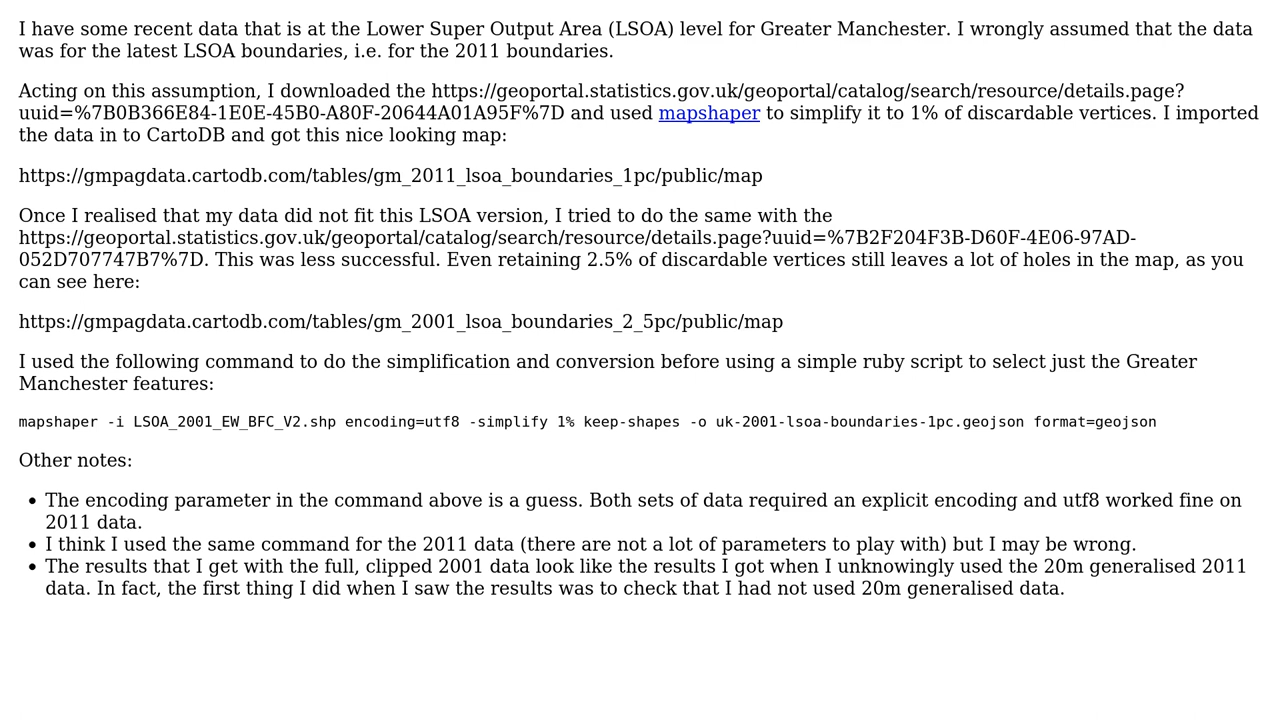 I have some recent data that is at the Lower Super Output Area (LSOA) level for Greater Manchester. I wrongly assumed that the data
was for the latest LSOA boundaries, i.e. for the 2011 boundaries.
Acting on this assumption, I downloaded the https://geoportal.statistics.gov.uk/geoportal/catalog/search/resource/details.page?
uuid=%7B0B366E84-1E0E-45B0-A80F-20644A01A95F%7D and used mapshaper to simplify it to 1% of discardable vertices. I imported
the data in to CartoDB and got this nice looking map:
https://gmpagdata.cartodb.com/tables/gm_2011_lsoa_boundaries_1pc/public/map
Once I realised that my data did not fit this LSOA version, I tried to do the same with the
https://geoportal.statistics.gov.uk/geoportal/catalog/search/resource/details.page?uuid=%7B2F204F3B-D60F-4E06-97AD-
052D707747B7%7D. This was less successful. Even retaining 2.5% of discardable vertices still leaves a lot of holes in the map, as you
can see here:
https://gmpagdata.cartodb.com/tables/gm_2001_lsoa_boundaries_2_5pc/public/map
I used the following command to do the simplification and conversion before using a simple ruby script to select just the Greater
Manchester features:
mapshaper -i LSOA_2001_EW_BFC_V2.shp encoding=utf8 -simplify 1% keep-shapes -o uk-2001-lsoa-boundaries-1pc.geojson format=geojson
Other notes:
• The encoding parameter in the command above is a guess. Both sets of data required an explicit encoding and utf8 worked fine on
2011 data.
• I think I used the same command for the 2011 data (there are not a lot of parameters to play with) but I may be wrong.
• The results that I get with the full, clipped 2001 data look like the results I got when I unknowingly used the 20m generalised 2011
data. In fact, the first thing I did when I saw the results was to check that I had not used 20m generalised data.